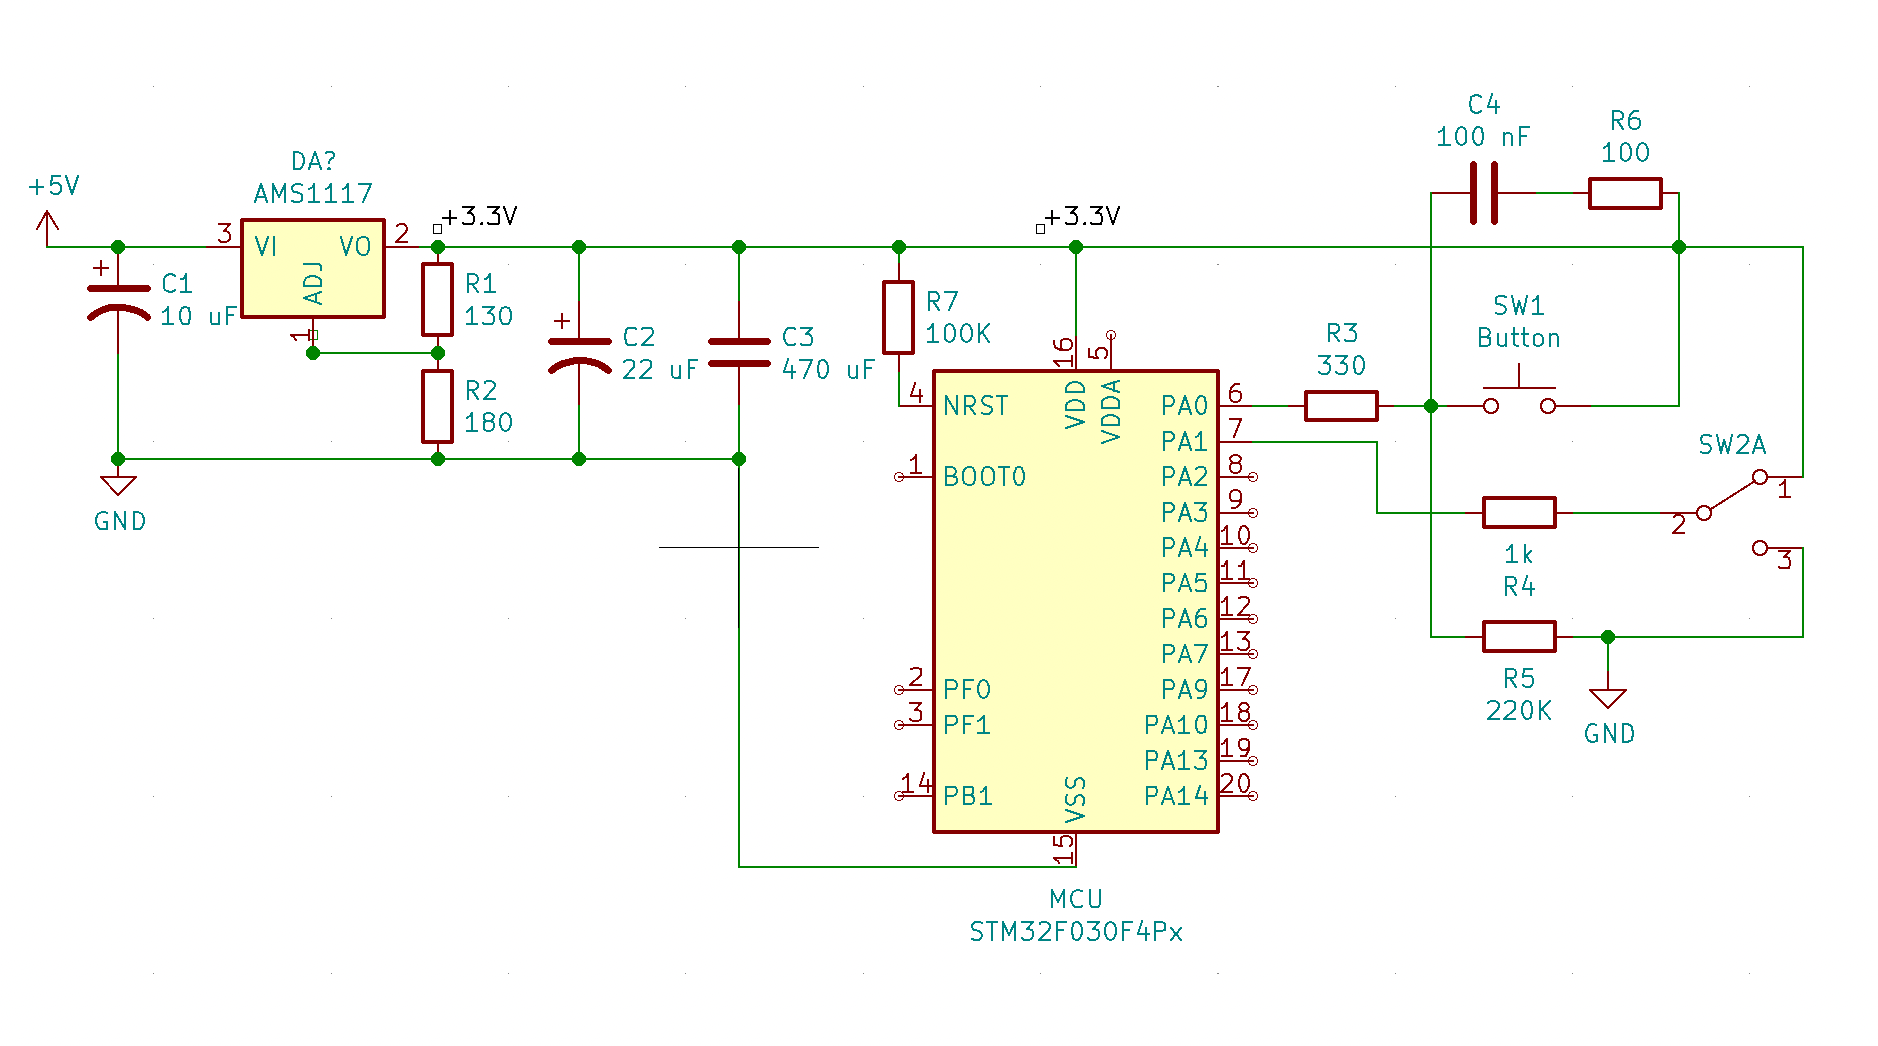 C4
100 nF
R6
100
DA?
AMS1117
+5V
+3.3V
+3.3V
3
VI
VO
2
ADJ
1
+
C1
10 uF
R1
130
R2
180
+
C2
22 uF
C3
470 uF
R7
100K
SW1
Button
R3
330
16
5
VDD
VDDA
4
NRST
1
BOOT0
2
PF0
3
PF1
14
PB1
PA0
6
PA1
7
PA2
8
PA3
9
PA4
10
PA5
11
PA6
12
PA7
13
PA9
17
PA10
18
PA13
19
PA14
20
VSS
15
SW2A
1
2
3
1k
R4
R5
220K
GND
GND
MCU
STM32F030F4Px